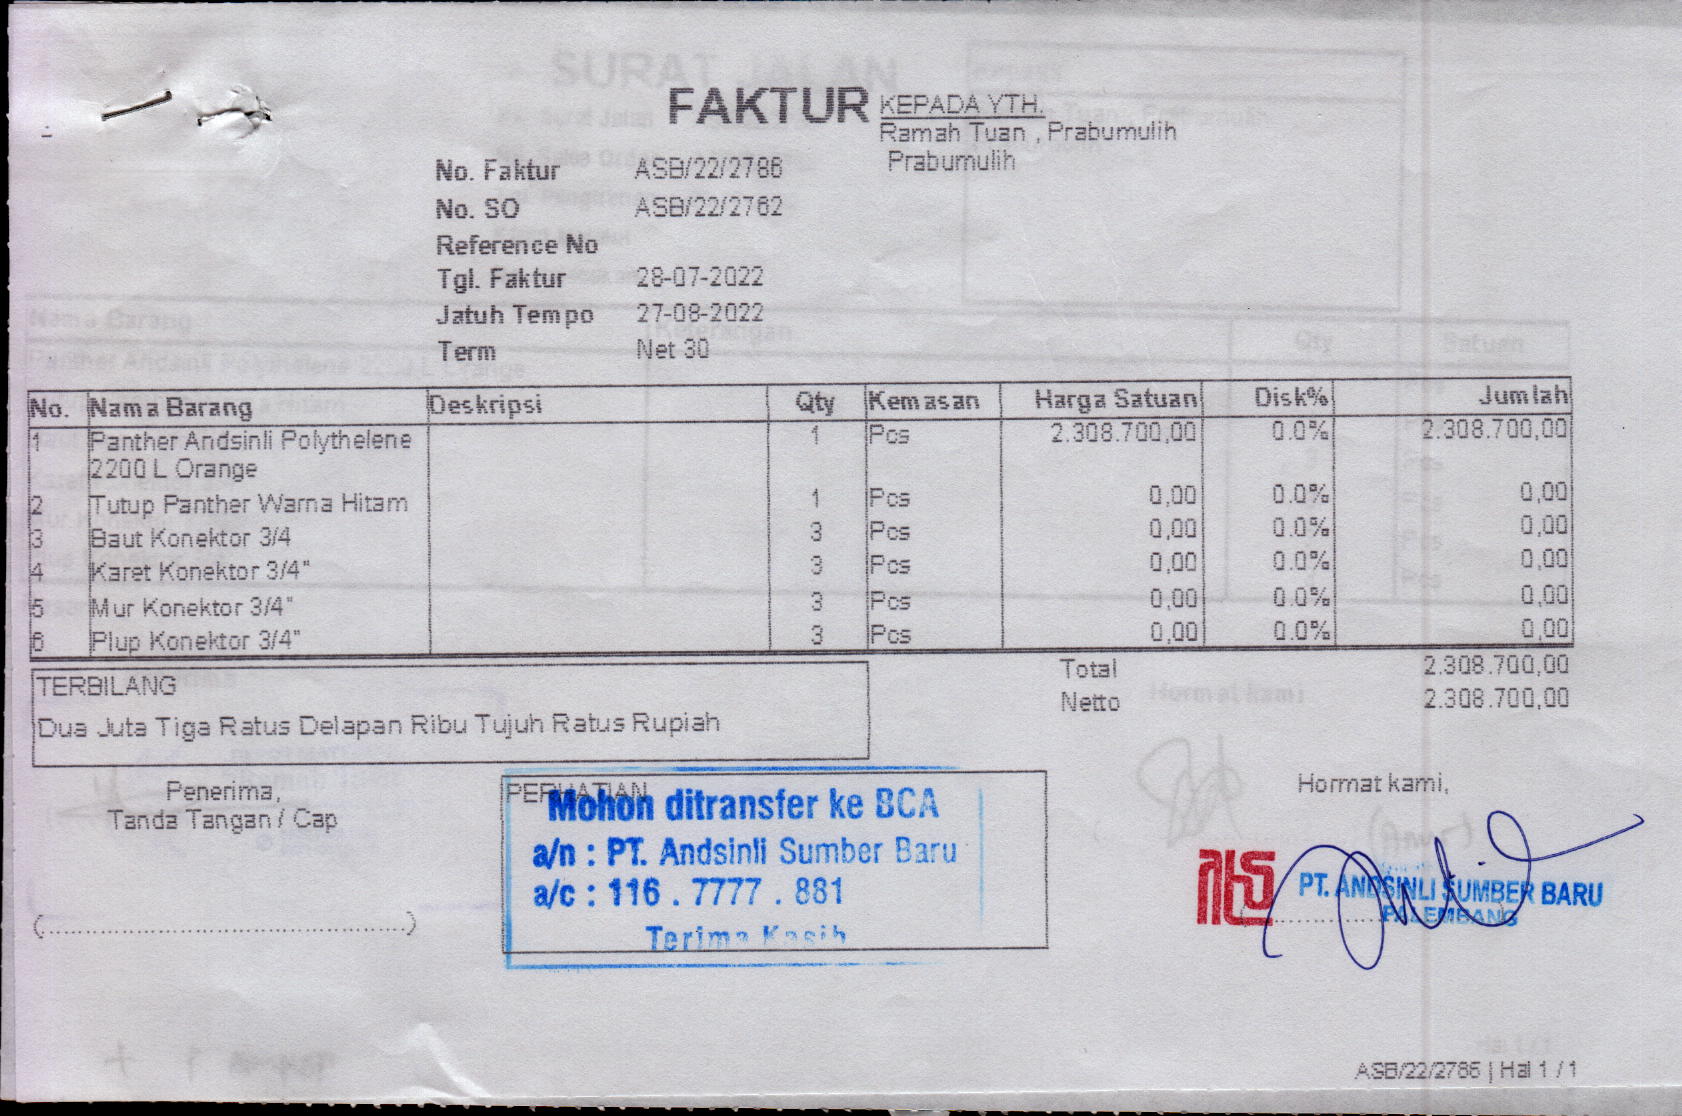 FAKTUR
KEPADA YTH.
Ramah Tuan , Prabumulih
Prabumulih
No. Faktur ASB/22/2786
No. SO ASB/22/2762
Reference No
Tgl. Faktur 28-07-2022
Jatuh Tempo 27-08-2022
Term Net 30
No. Nama Barang Deskripsi Qty Kemasan Harga Satuan Disk% Jumlah
1 Panther Andsinli Polythelene 1 Pcs 2.308.700,00 0.0% 2.308.700,00
2200 L Orange
2 Tutup Panther Warna Hitam 1 Pcs 0,00 0.0% 0,00
3 Baut Konektor 3/4 3 Pcs 0,00 0.0% 0,00
4 Karet Konektor 3/4" 3 Pcs 0,00 0.0% 0,00
5 Mur Konektor 3/4" 3 Pcs 0,00 0.0% 0,00
6 Plup Konektor 3/4" 3 Pcs 0,00 0.0% 0,00
Total 2.308.700,00
Netto 2.308.700,00
TERBILANG
Dua Juta Tiga Ratus Delapan Ribu Tujuh Ratus Rupiah
Penerima,
Tanda Tangan / Cap
PERHATIAN
Mohon ditransfer ke BCA
a/n : PT. Andsinli Sumber Baru
a/c : 116 . 7777 . 881
Terima Kasih
Hormat kami,
PT. ANDSINLI SUMBER BARU
PALEMBANG
ASB/22/2786 | Hal 1 / 1